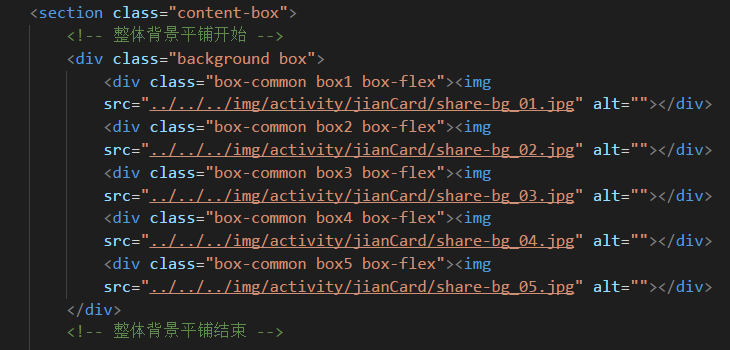 <section class="content-box">
<!-- 整体背景平铺开始 -->
<div class="background box">
<div class="box-common box1 box-flex"><img
src="../../../img/activity/jianCard/share-bg_01.jpg" alt=""></div>
<div class="box-common box2 box-flex"><img
src="../../../img/activity/jianCard/share-bg_02.jpg" alt=""></div>
<div class="box-common box3 box-flex"><img
src="../../../img/activity/jianCard/share-bg_03.jpg" alt=""></div>
<div class="box-common box4 box-flex"><img
src="../../../img/activity/jianCard/share-bg_04.jpg" alt=""></div>
<div class="box-common box5 box-flex"><img
src="../../../img/activity/jianCard/share-bg_05.jpg" alt=""></div>
</div>
<!-- 整体背景平铺结束 -->